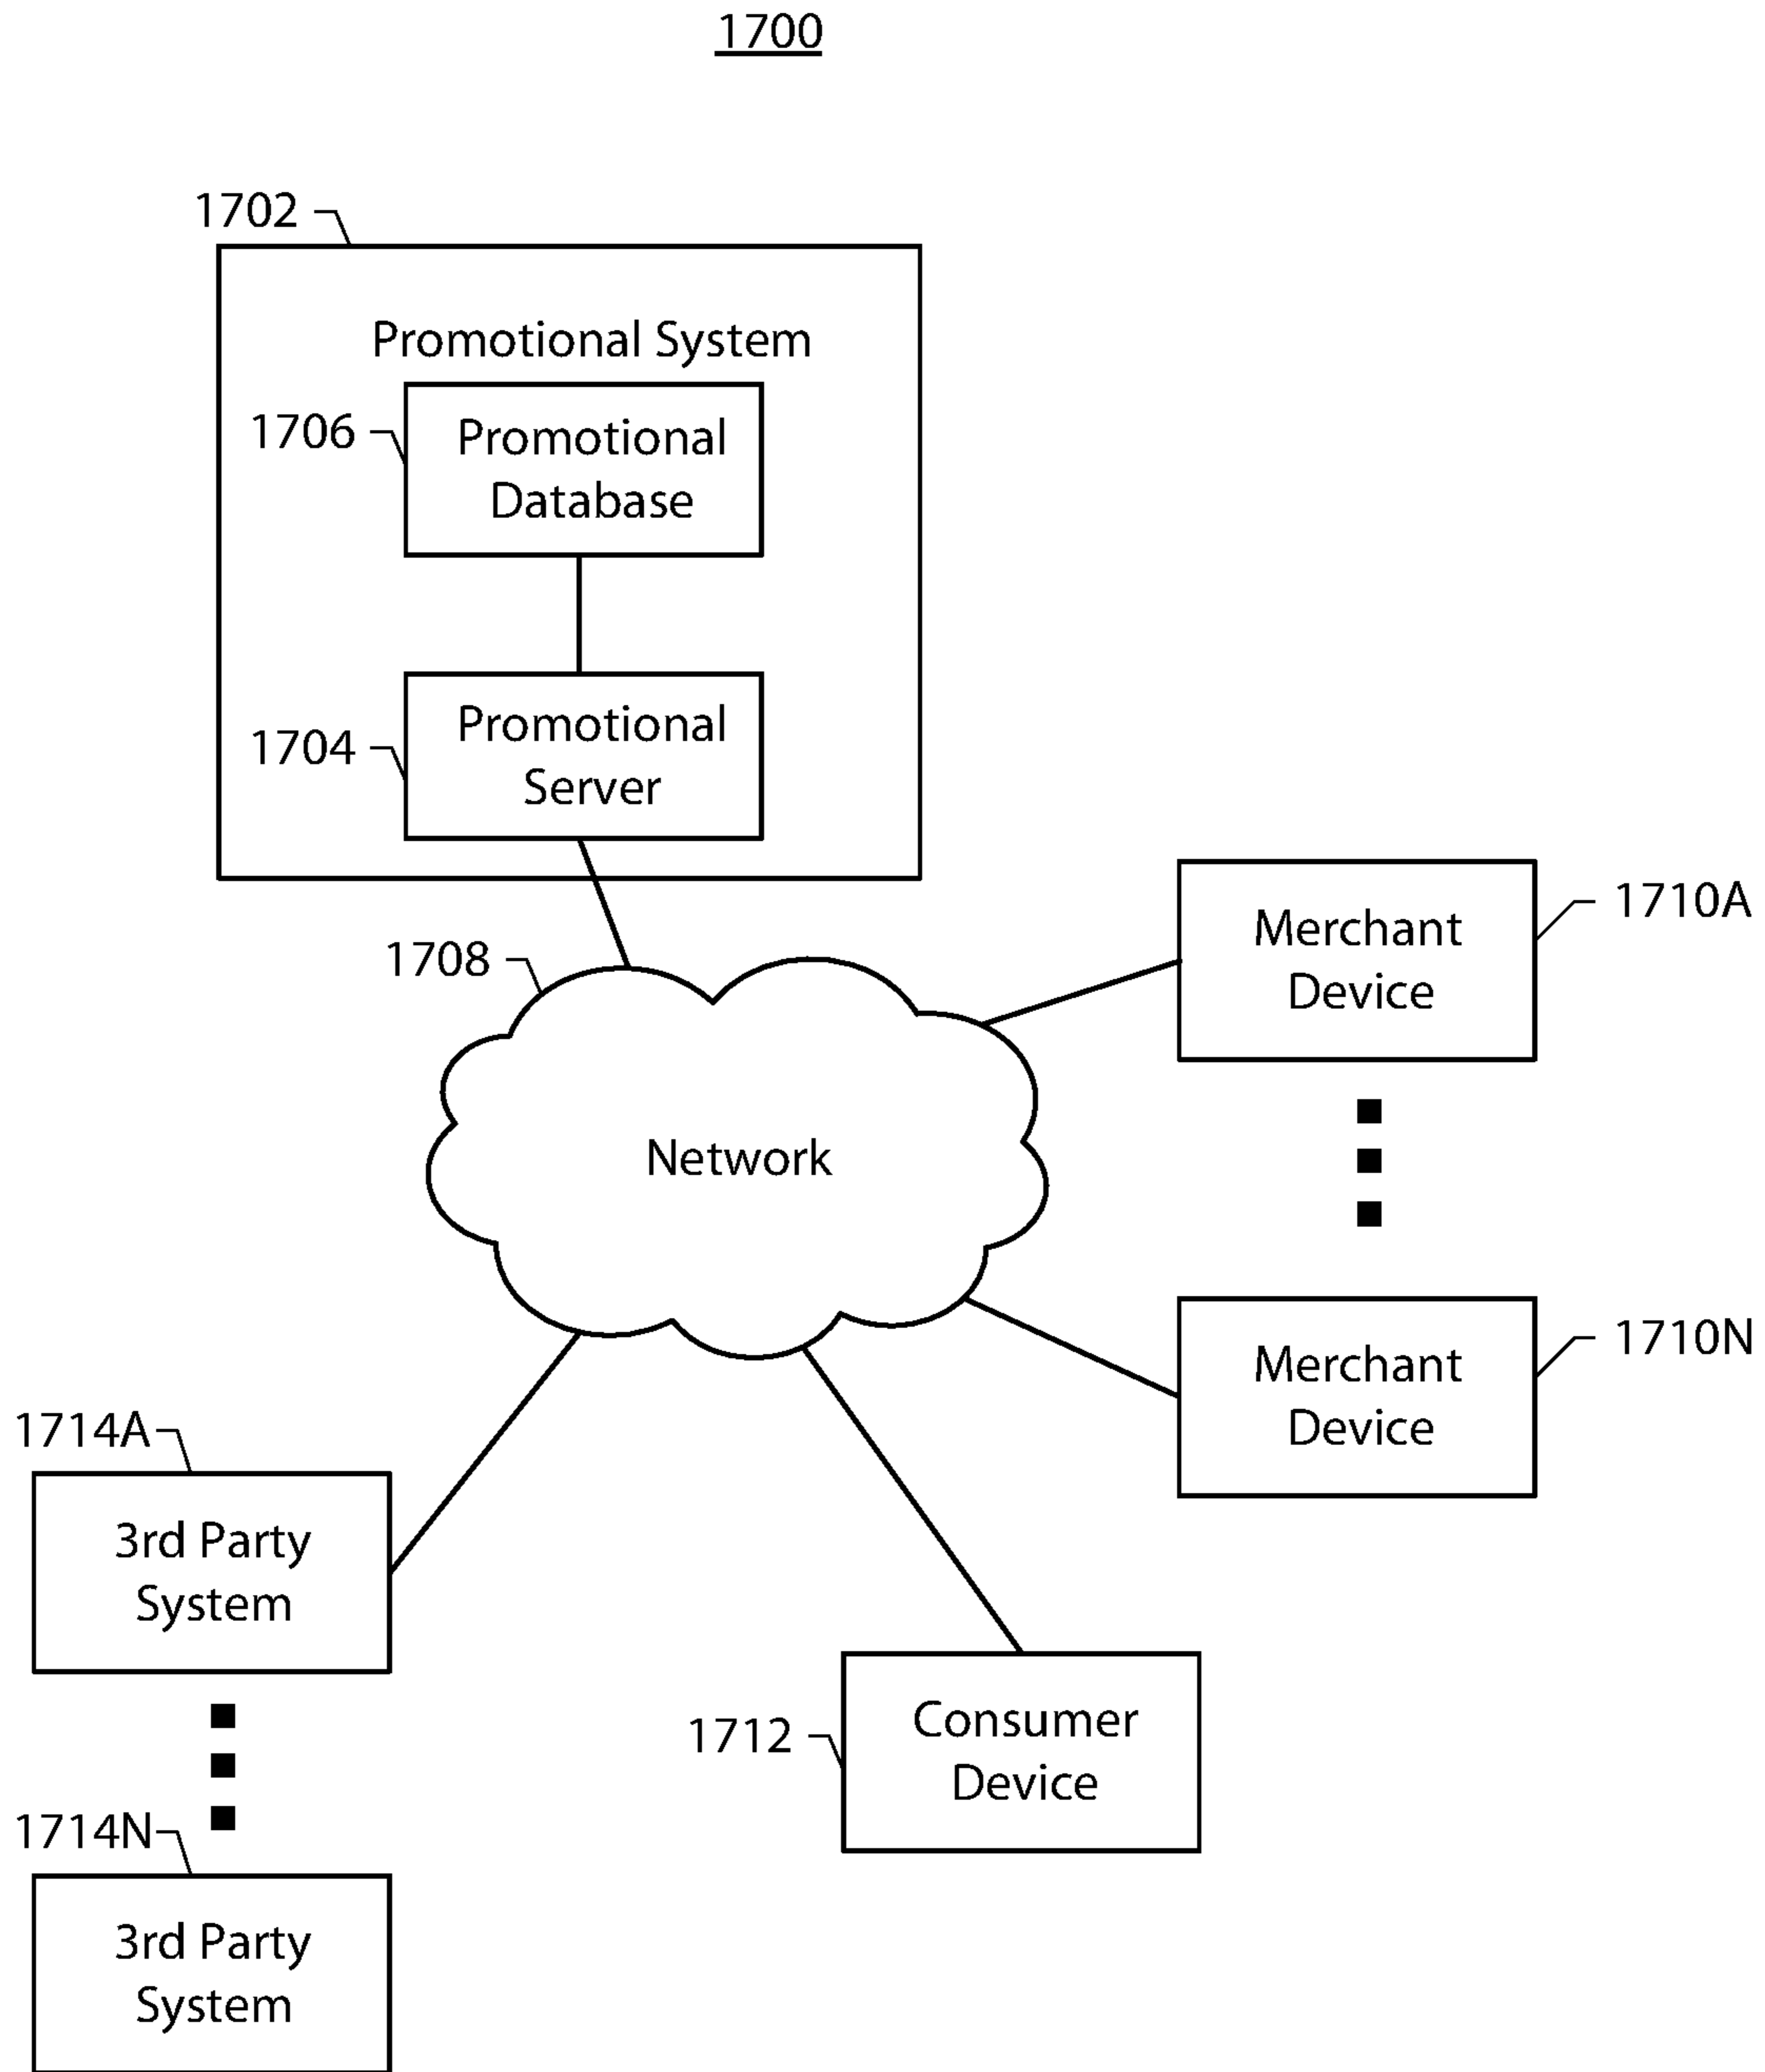 1700
1702
Promotional System
1706
Promotional
Database
1704
Promotional
Server
1708
Network
Merchant
Device
1710A
Merchant
Device
1710N
1714A
3rd Party
System
1712
Consumer
Device
1714N
3rd Party
System